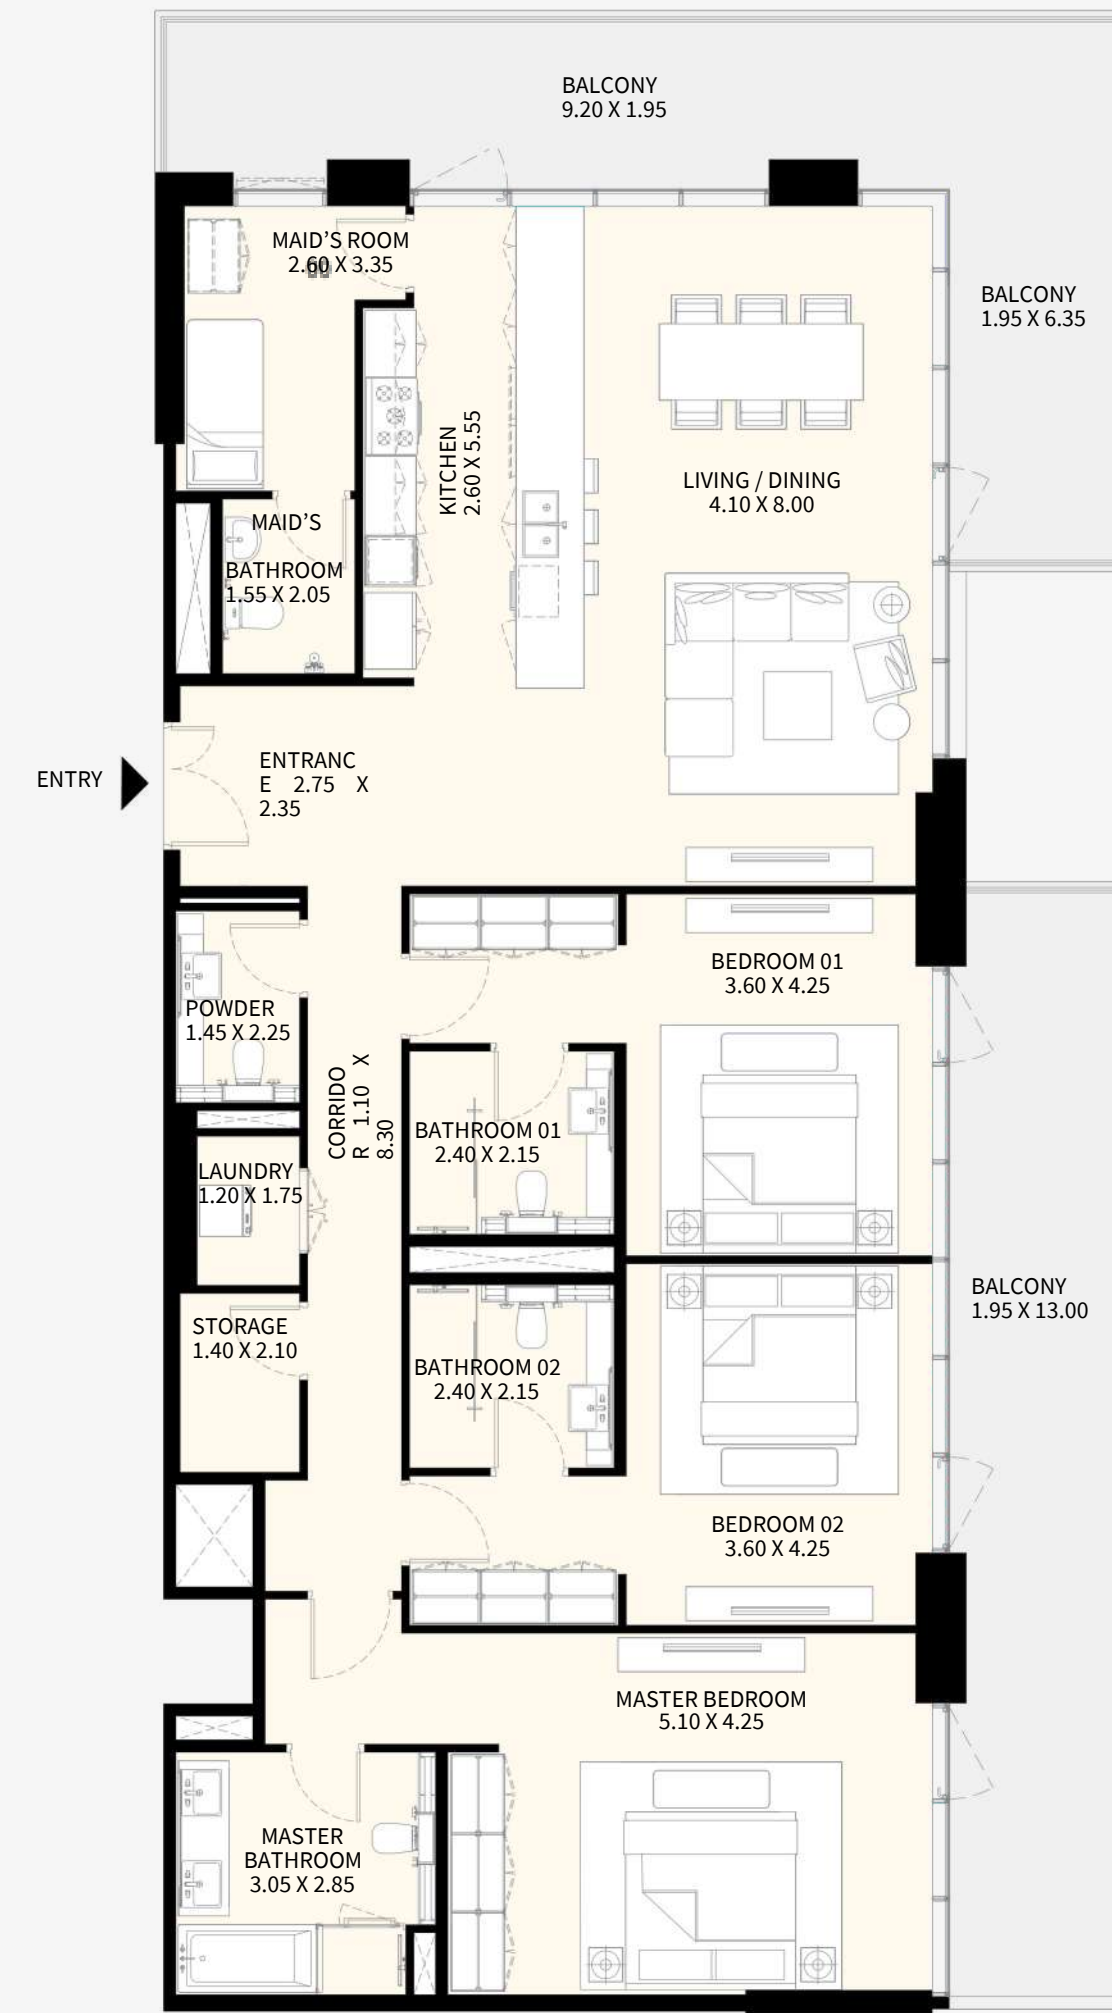 BALCONY
9.20 X 1.95
MAID’S ROOM
2.60 X 3.35
BALCONY
1.95 X 6.35
KITCHEN
2.60 X 5.55
LIVING / DINING
4.10 X 8.00
MAID’S
BATHROOM
1.55 X 2.05
ENTRY
ENTRANC
E 2.75 X
2.35
BEDROOM 01
3.60 X 4.25
POWDER
1.45 X 2.25
CORRIDO
R 1.10 X
8.30
BATHROOM 01
2.40 X 2.15
LAUNDRY
1.20 X 1.75
BALCONY
1.95 X 13.00
STORAGE
1.40 X 2.10
BATHROOM 02
2.40 X 2.15
BEDROOM 02
3.60 X 4.25
MASTER BEDROOM
5.10 X 4.25
MASTER
BATHROOM
3.05 X 2.85